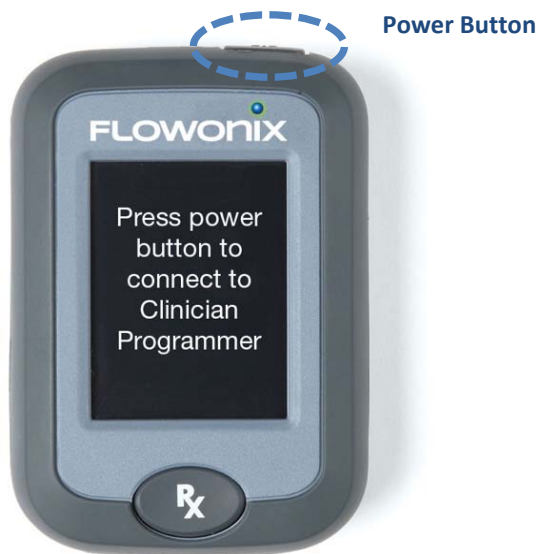 Power Button
FLOWONIX
Press power
button to
connect to
Clinician
Programmer
Rx